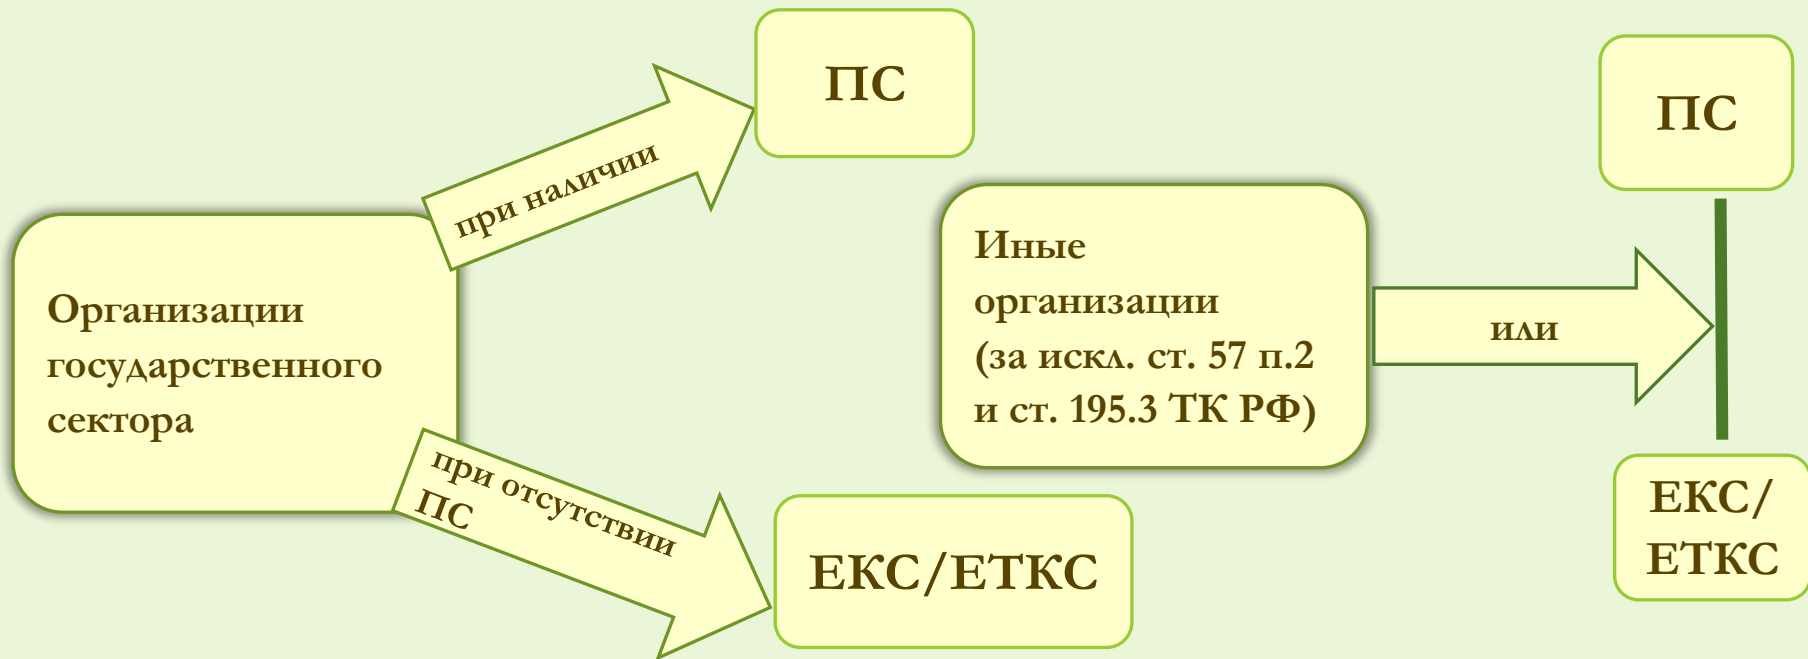 ПС
при наличии
Организации
государственного
сектора
при отсутствии
ПС
ЕКС/ЕТКС
Иные
организации
(за искл. ст. 57 п.2
и ст. 195.3 ТК РФ)
или
ПС
ЕКС/
ЕТКС